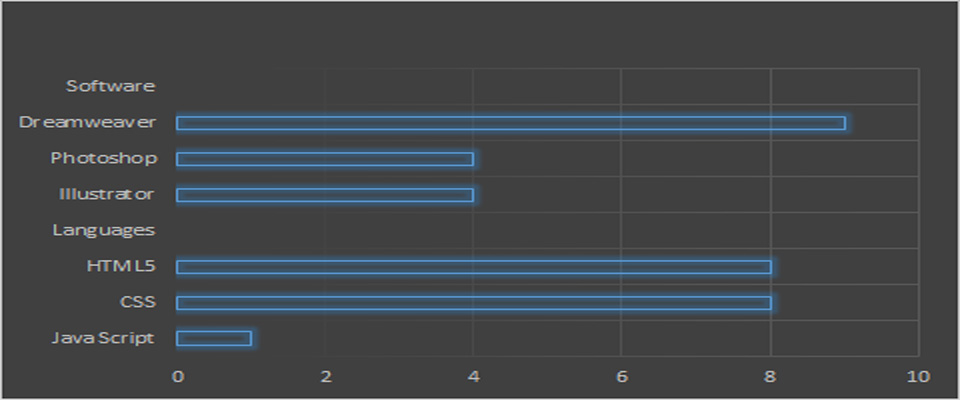 Software
Dreamweaver
Photoshop
Illustrator
Languages
HTML5
CSS
Java Script
0 2 4 6 8 10